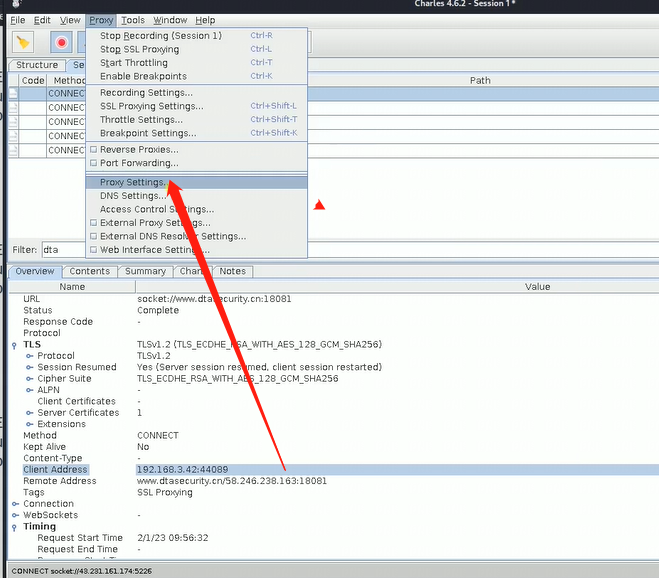 Charles 4.6.2 - Session 1 *
File Edit View Proxy Tools Window Help
Stop Recording (Session 1) Ctrl-R
Stop SSL Proxying Ctrl-L
Start Throttling Ctrl-T
Enable Breakpoints Ctrl-K
Recording Settings...
SSL Proxying Settings... Ctrl+Shift-L
Throttle Settings... Ctrl+Shift-T
Breakpoint Settings... Ctrl+Shift-K
Reverse Proxies...
Port Forwarding...
Proxy Settings...
DNS Settings...
Access Control Settings...
External Proxy Settings...
External DNS Resolver Settings...
Web Interface Settings...
Structure
Code Path
CONNECT
CONNECT
CONNECT
CONNECT
CONNECT
Filter: dta
Overview Contents Summary Chart Notes
Name Value
URL socket://www.dtasecurity.cn:18081
Status Complete
Response Code -
Protocol
TLS TLSv1.2 (TLS_ECDHE_RSA_WITH_AES_128_GCM_SHA256)
Protocol TLSv1.2
Session Resumed Yes (Server session resumed, client session restarted)
Cipher Suite TLS_ECDHE_RSA_WITH_AES_128_GCM_SHA256
ALPN -
Client Certificates -
Server Certificates 1
Extensions
Method CONNECT
Kept Alive No
Content-Type -
Client Address 192.168.3.42:44089
Remote Address www.dtasecurity.cn/58.246.238.163:18081
Tags SSL Proxying
Connection
WebSockets -
Timing
Request Start Time 2/1/23 09:56:32
Request End Time -
CONNECT socket://43.231.161.174:5226